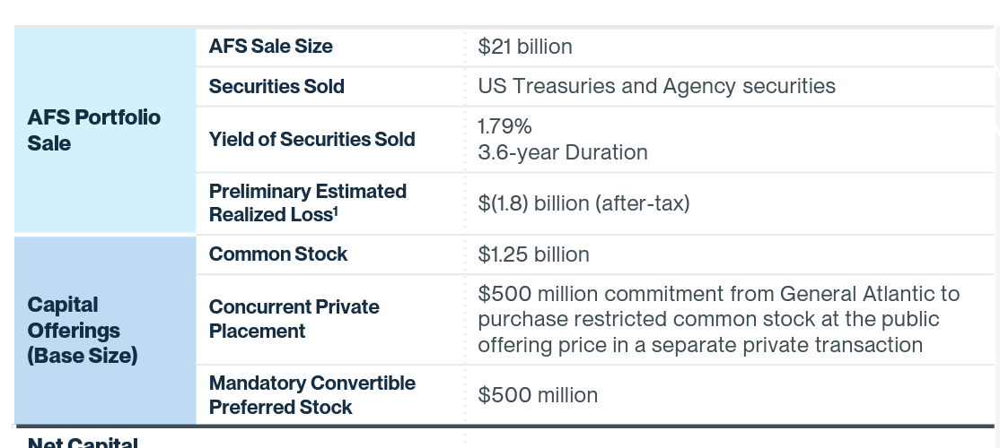 AFS Portfolio
Sale
AFS Sale Size
$21 billion
Securities Sold
US Treasuries and Agency securities
Yield of Securities Sold
1.79%
3.6-year Duration
Preliminary Estimated
Realized Loss¹
$(1.8) billion (after-tax)
Capital
Offerings
(Base Size)
Common Stock
$1.25 billion
Concurrent Private
Placement
$500 million commitment from General Atlantic to
purchase restricted common stock at the public
offering price in a separate private transaction
Mandatory Convertible
Preferred Stock
$500 million
Net Capital